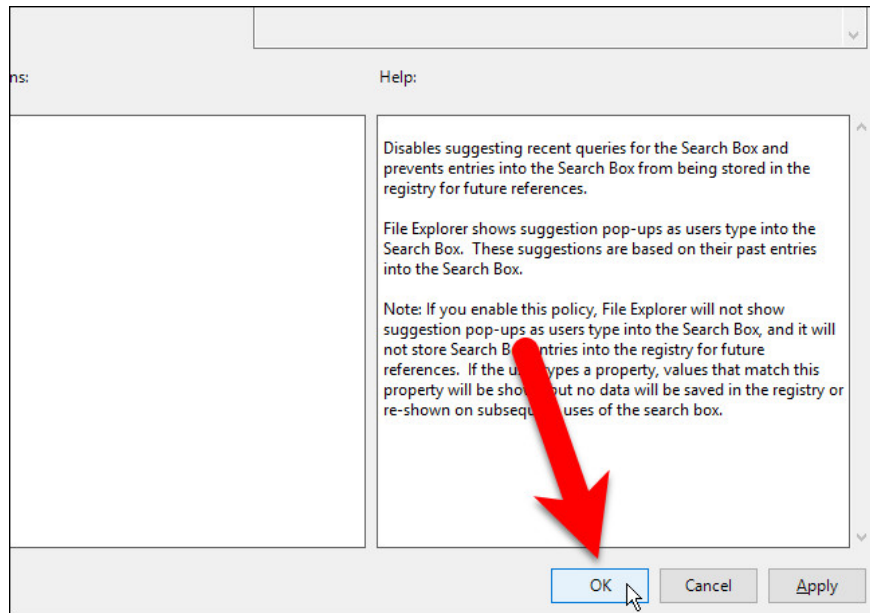 ns:
Help:
Disables suggesting recent queries for the Search Box and
prevents entries into the Search Box from being stored in the
registry for future references.
File Explorer shows suggestion pop-ups as users type into the
Search Box.  These suggestions are based on their past entries
into the Search Box.
Note: If you enable this policy, File Explorer will not show
suggestion pop-ups as users type into the Search Box, and it will
not store Search B ntries into the registry for future
references.  If the u ypes a property, values that match this
property will be sho ut no data will be saved in the registry or
re-shown on subsequ uses of the search box.
OK
Cancel
Apply